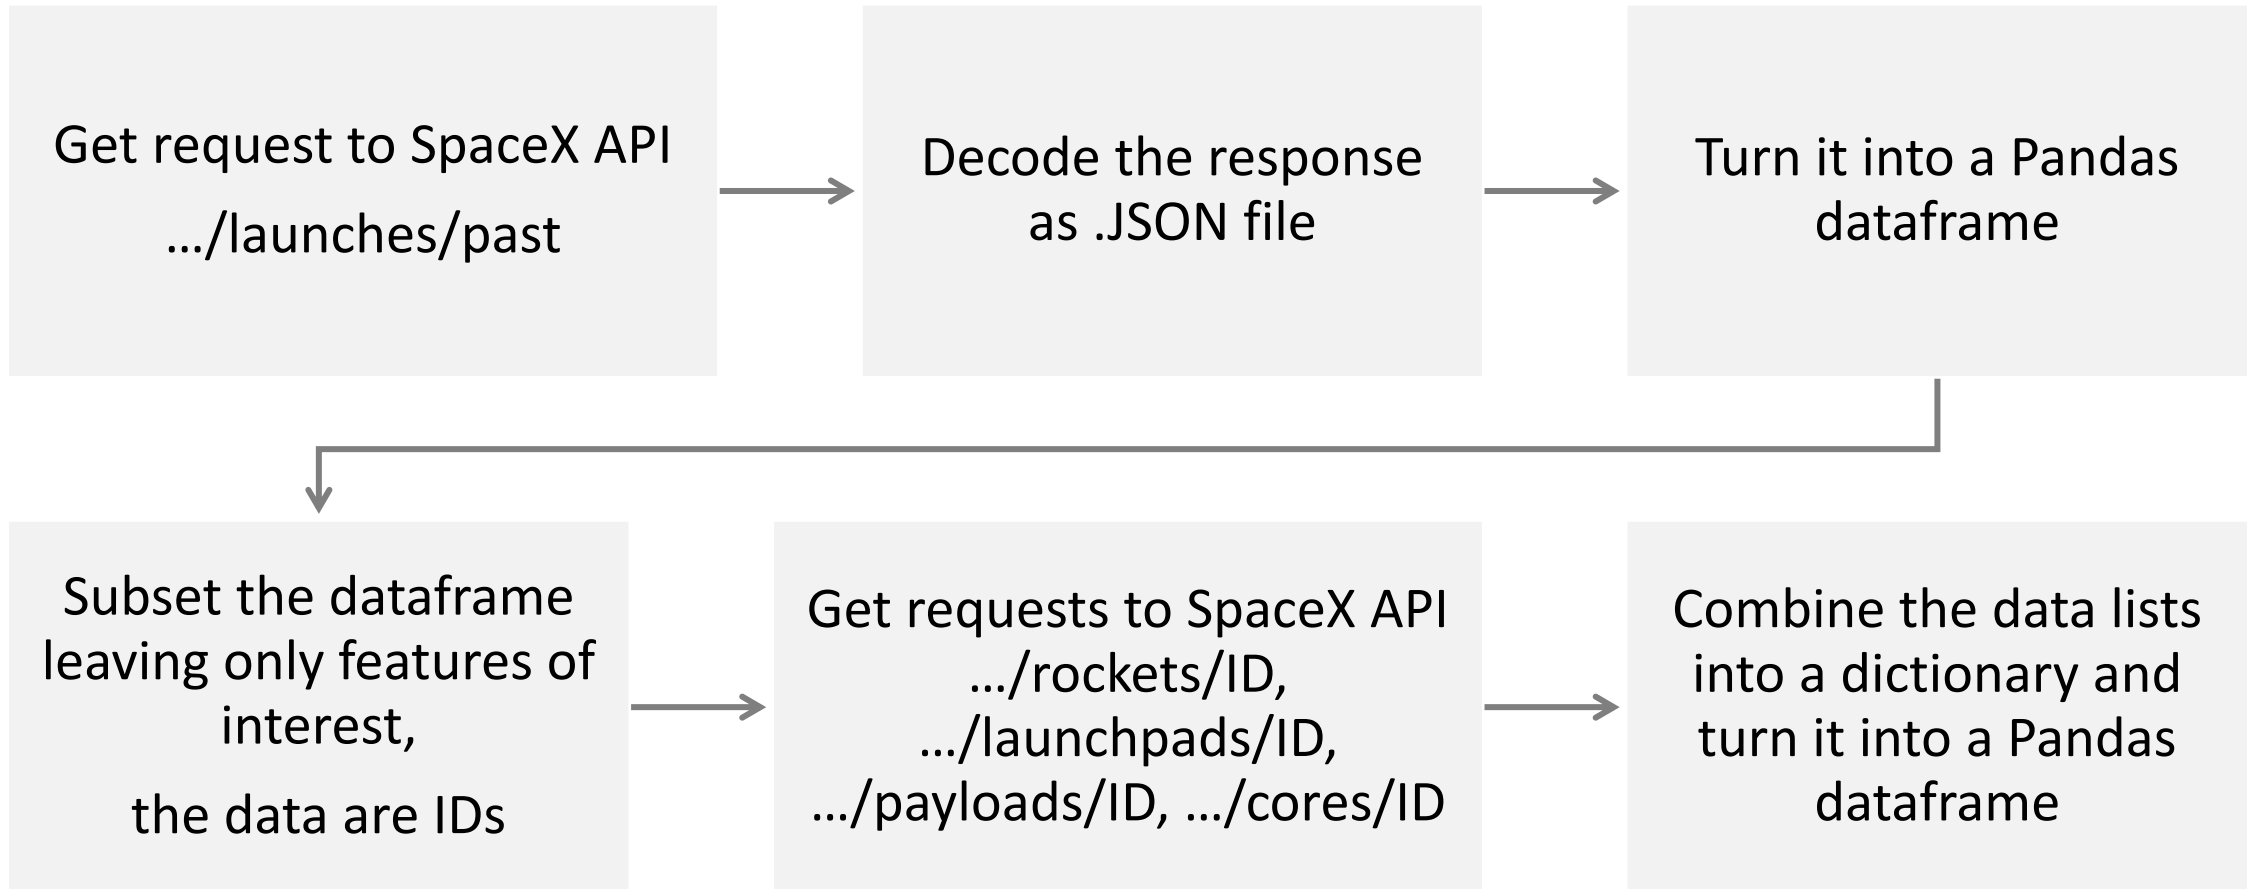 Get request to SpaceX API
…/launches/past
Decode the response
as .JSON file
Turn it into a Pandas
dataframe
Subset the dataframe
leaving only features of
interest,
the data are IDs
Get requests to SpaceX API
…/rockets/ID,
…/launchpads/ID,
…/payloads/ID, …/cores/ID
Combine the data lists
into a dictionary and
turn it into a Pandas
dataframe